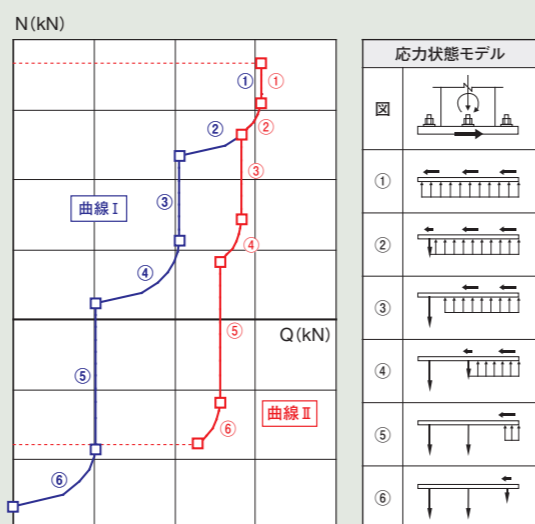 N(kN)
① ①
② ②
③
③
曲線Ⅰ
④ ④
Q(kN)
⑤
⑤
曲線Ⅱ
⑥
⑥
応力状態モデル
図
①
②
③
④
⑤
⑥